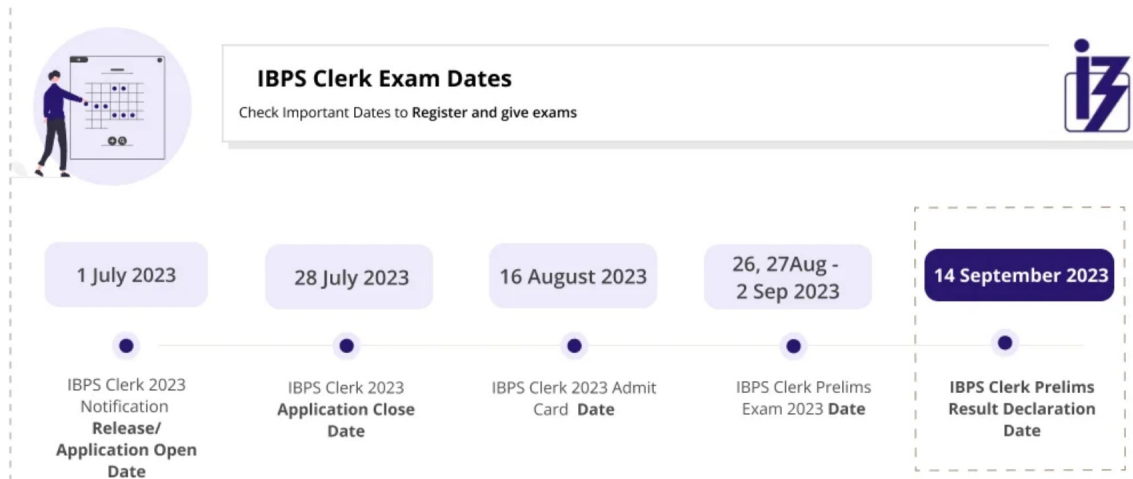 IBPS Clerk Exam Dates
Check Important Dates to Register and give exams
1 July 2023
IBPS Clerk 2023
Notification
Release/
Application Open
Date
28 July 2023
IBPS Clerk 2023
Application Close
Date
16 August 2023
IBPS Clerk 2023 Admit
Card Date
26, 27Aug -
2 Sep 2023
IBPS Clerk Prelims
Exam 2023 Date
14 September 2023
IBPS Clerk Prelims
Result Declaration
Date